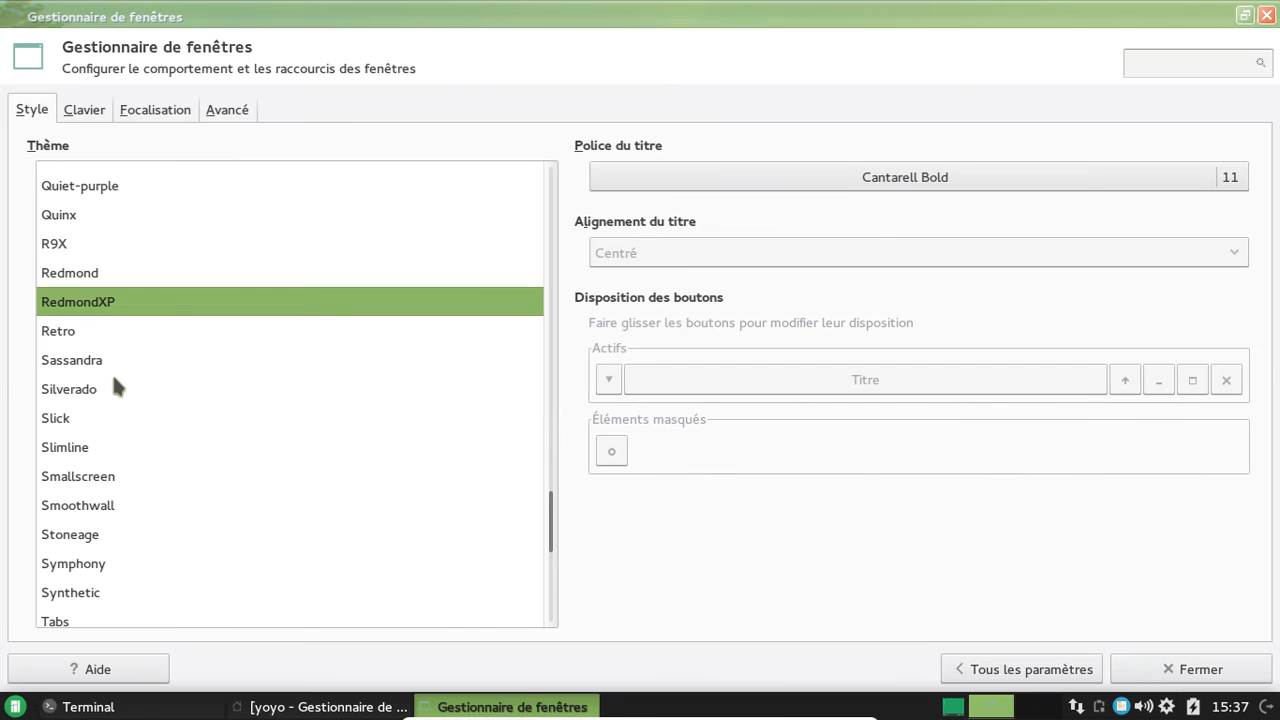 Gestionnaire de fenêtres
Gestionnaire de fenêtres
Configurer le comportement et les raccourcis des fenêtres
Style
Clavier
Focalisation
Avancé
Thème
Quiet-purple
Quinx
R9X
Redmond
RedmondXP
Retro
Sassandra
Silverado
Slick
Slimline
Smallscreen
Smoothwall
Stoneage
Symphony
Synthetic
Tabs
Police du titre
Cantarell Bold 11
Alignement du titre
Centré
Disposition des boutons
Faire glisser les boutons pour modifier leur disposition
Actifs
Titre
Éléments masqués
? Aide
Tous les paramètres
Fermer
Terminal
[yoyo - Gestionnaire de ...
Gestionnaire de fenêtres
15:37